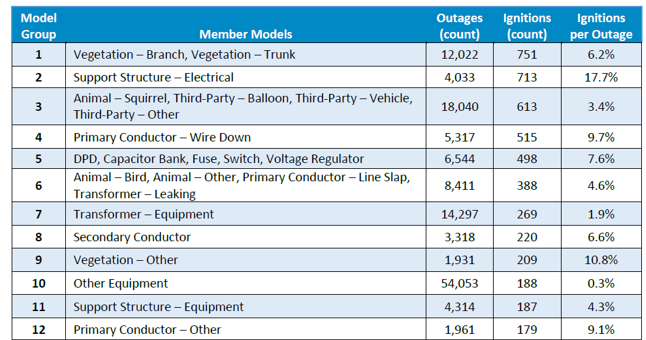 Model Group | Member Models | Outages (count) | Ignitions (count) | Ignitions per Outage
1 | Vegetation – Branch, Vegetation – Trunk | 12,022 | 751 | 6.2%
2 | Support Structure – Electrical | 4,033 | 713 | 17.7%
3 | Animal – Squirrel, Third-Party – Balloon, Third-Party – Vehicle, Third-Party – Other | 18,040 | 613 | 3.4%
4 | Primary Conductor – Wire Down | 5,317 | 515 | 9.7%
5 | DPD, Capacitor Bank, Fuse, Switch, Voltage Regulator | 6,544 | 498 | 7.6%
6 | Animal – Bird, Animal – Other, Primary Conductor – Line Slap, Transformer – Leaking | 8,411 | 388 | 4.6%
7 | Transformer – Equipment | 14,297 | 269 | 1.9%
8 | Secondary Conductor | 3,318 | 220 | 6.6%
9 | Vegetation – Other | 1,931 | 209 | 10.8%
10 | Other Equipment | 54,053 | 188 | 0.3%
11 | Support Structure – Equipment | 4,314 | 187 | 4.3%
12 | Primary Conductor – Other | 1,961 | 179 | 9.1%